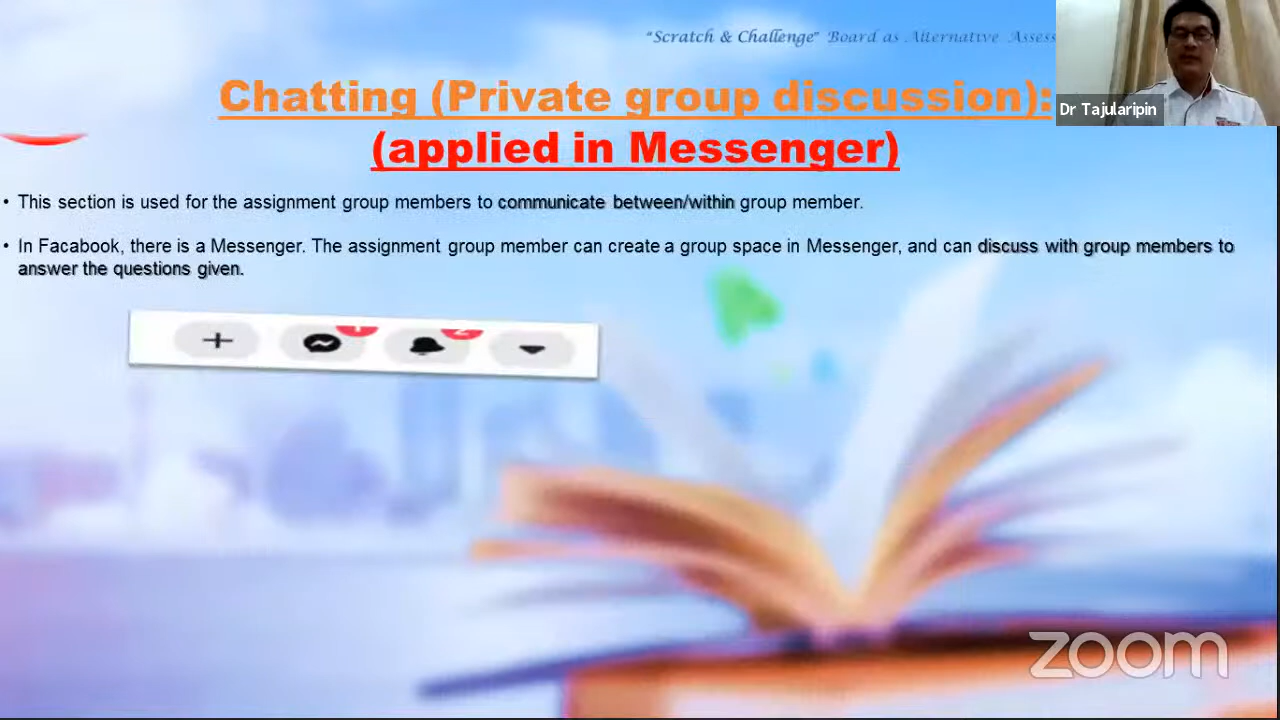 "Scratch & Challenge" Board as Alternative Assess
Chatting (Private group discussion):
Dr Tajularipin
(applied in Messenger)
• This section is used for the assignment group members to communicate between/within group member.
• In Facabook, there is a Messenger. The assignment group member can create a group space in Messenger, and can discuss with group members to
answer the questions given.
1 2
zoom